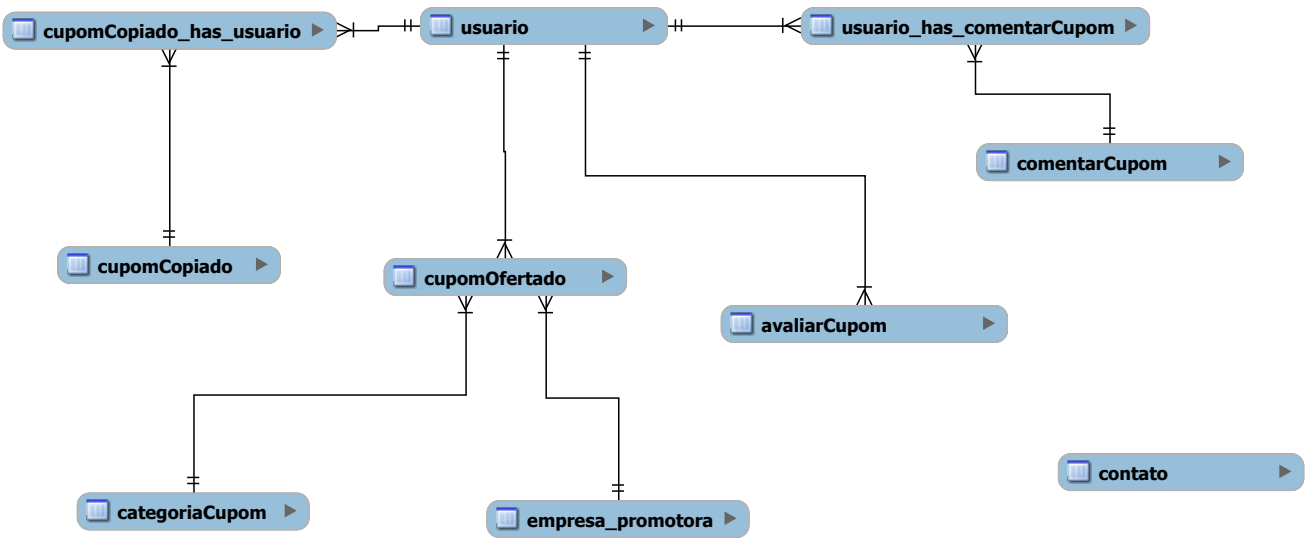 cupomCopiado_has_usuario
usuario
usuario_has_comentarCupom
comentarCupom
cupomCopiado
cupomOfertado
avaliarCupom
contato
categoriaCupom
empresa_promotora